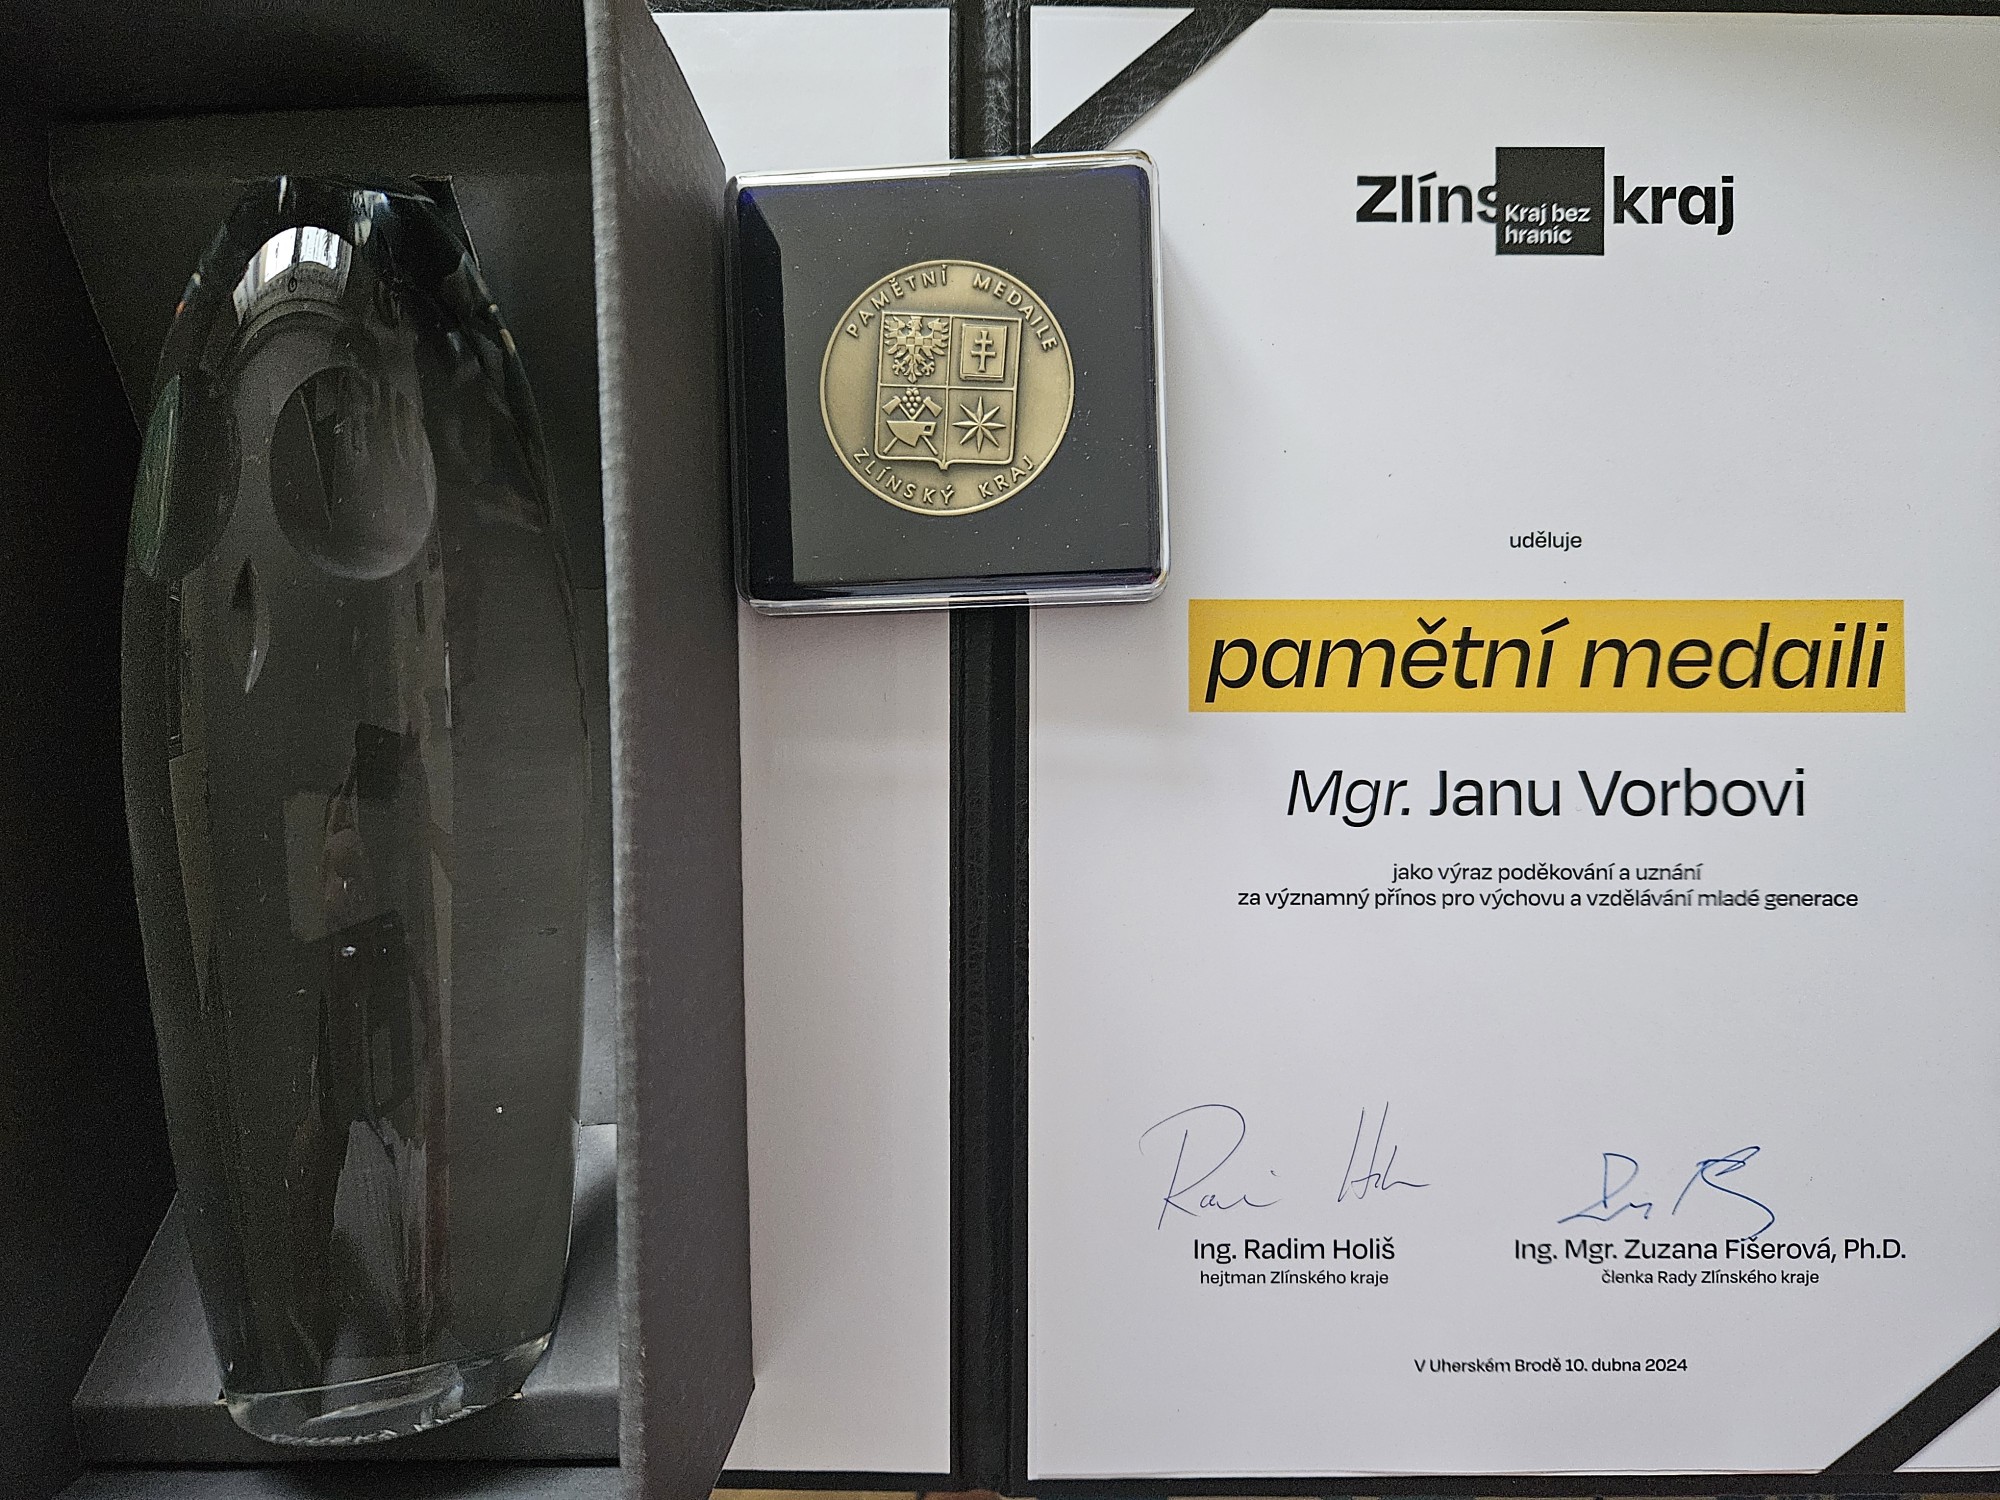 PAMĚTNÍ MEDAILE
ZLÍNSKÝ KRAJ
Zlíns kraj
Kraj bez
hranic
uděluje
pamětní medaili
Mgr. Janu Vorbovi
jako výraz poděkování a uznání
za významný přínos pro výchovu a vzdělávání mladé generace
Ing. Radim Holiš
hejtman Zlínského kraje
Ing. Mgr. Zuzana Fišerová, Ph.D.
členka Rady Zlínského kraje
V Uherském Brodě 10. dubna 2024